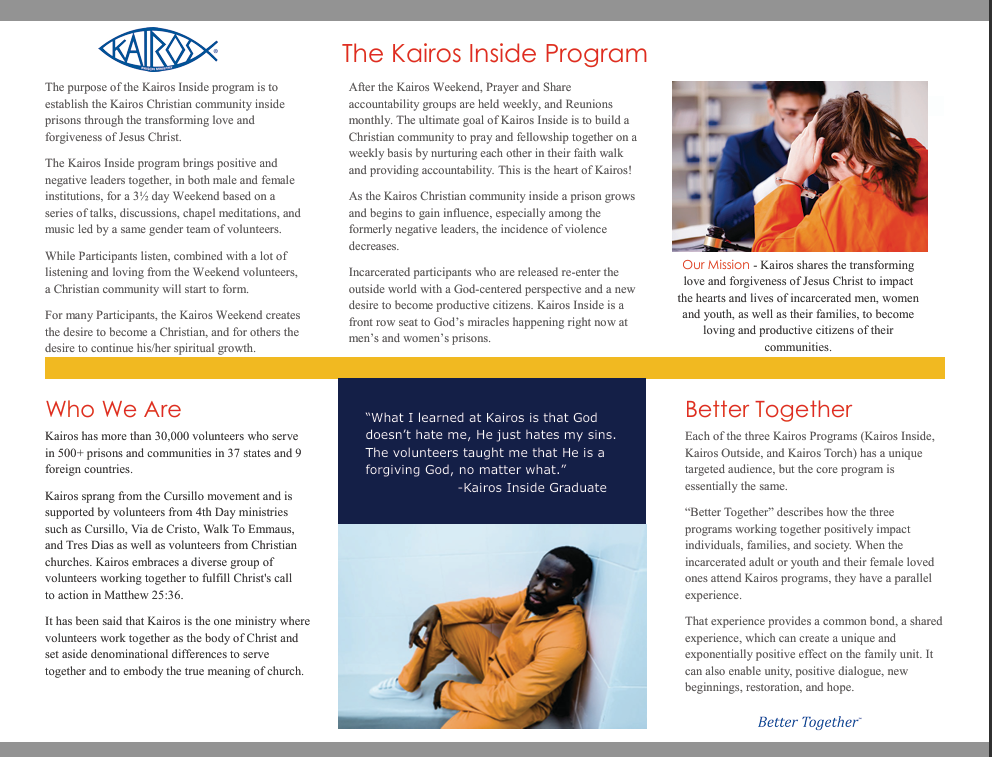 KAIROS®
The Kairos Inside Program
The purpose of the Kairos Inside program is to
establish the Kairos Christian community inside
prisons through the transforming love and
forgiveness of Jesus Christ.
The Kairos Inside program brings positive and
negative leaders together, in both male and female
institutions, for a 3½ day Weekend based on a
series of talks, discussions, chapel meditations, and
music led by a same gender team of volunteers.
While Participants listen, combined with a lot of
listening and loving from the Weekend volunteers,
a Christian community will start to form.
For many Participants, the Kairos Weekend creates
the desire to become a Christian, and for others the
desire to continue his/her spiritual growth.
After the Kairos Weekend, Prayer and Share
accountability groups are held weekly, and Reunions
monthly. The ultimate goal of Kairos Inside is to build a
Christian community to pray and fellowship together on a
weekly basis by nurturing each other in their faith walk
and providing accountability. This is the heart of Kairos!
As the Kairos Christian community inside a prison grows
and begins to gain influence, especially among the
formerly negative leaders, the incidence of violence
decreases.
Incarcerated participants who are released re-enter the
outside world with a God-centered perspective and a new
desire to become productive citizens. Kairos Inside is a
front row seat to God's miracles happening right now at
men's and women's prisons.
Our Mission - Kairos shares the transforming
love and forgiveness of Jesus Christ to impact
the hearts and lives of incarcerated men, women
and youth, as well as their families, to become
loving and productive citizens of their
communities.
Who We Are
Kairos has more than 30,000 volunteers who serve
in 500+ prisons and communities in 37 states and 9
foreign countries.
Kairos sprang from the Cursillo movement and is
supported by volunteers from 4th Day ministries
such as Cursillo, Via de Cristo, Walk To Emmaus,
and Tres Dias as well as volunteers from Christian
churches. Kairos embraces a diverse group of
volunteers working together to fulfill Christ's call
to action in Matthew 25:36.
It has been said that Kairos is the one ministry where
volunteers work together as the body of Christ and
set aside denominational differences to serve
together and to embody the true meaning of church.
"What I learned at Kairos is that God
doesn't hate me, He just hates my sins.
The volunteers taught me that He is a
forgiving God, no matter what."
-Kairos Inside Graduate
Better Together
Each of the three Kairos Programs (Kairos Inside,
Kairos Outside, and Kairos Torch) has a unique
targeted audience, but the core program is
essentially the same.
"Better Together" describes how the three
programs working together positively impact
individuals, families, and society. When the
incarcerated adult or youth and their female loved
ones attend Kairos programs, they have a parallel
experience.
That experience provides a common bond, a shared
experience, which can create a unique and
exponentially positive effect on the family unit. It
can also enable unity, positive dialogue, new
beginnings, restoration, and hope.
Better Together